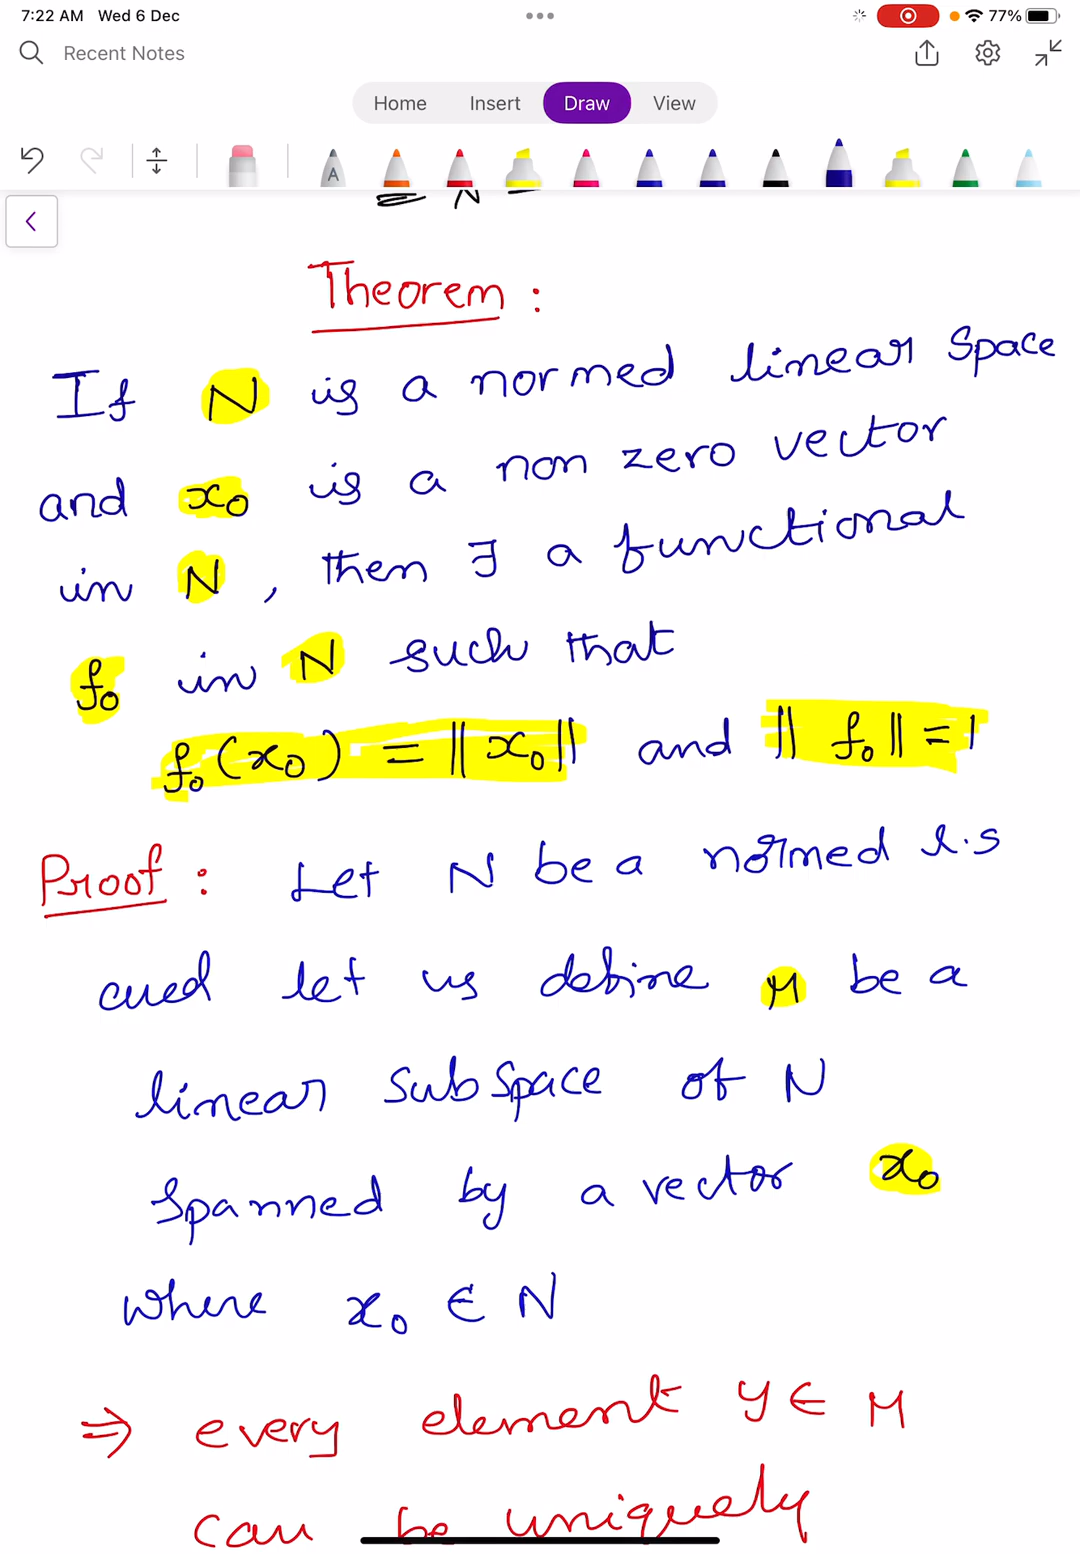 7:22 AM Wed 6 Dec
77%
Recent Notes
Home Insert Draw View
A
= N =
Theorem :
If N is a normed linear space
and x₀ is a non zero vector
in N , then ∃ a functional
f₀ in N such that
f₀(x₀) = ||x₀|| and || f₀ || = 1
Proof : Let N be a normed l.s
and let us define M be a
linear subspace of N
spanned by a vector x₀
where x₀ ∈ N
⇒ every element y ∈ M
can be uniquely